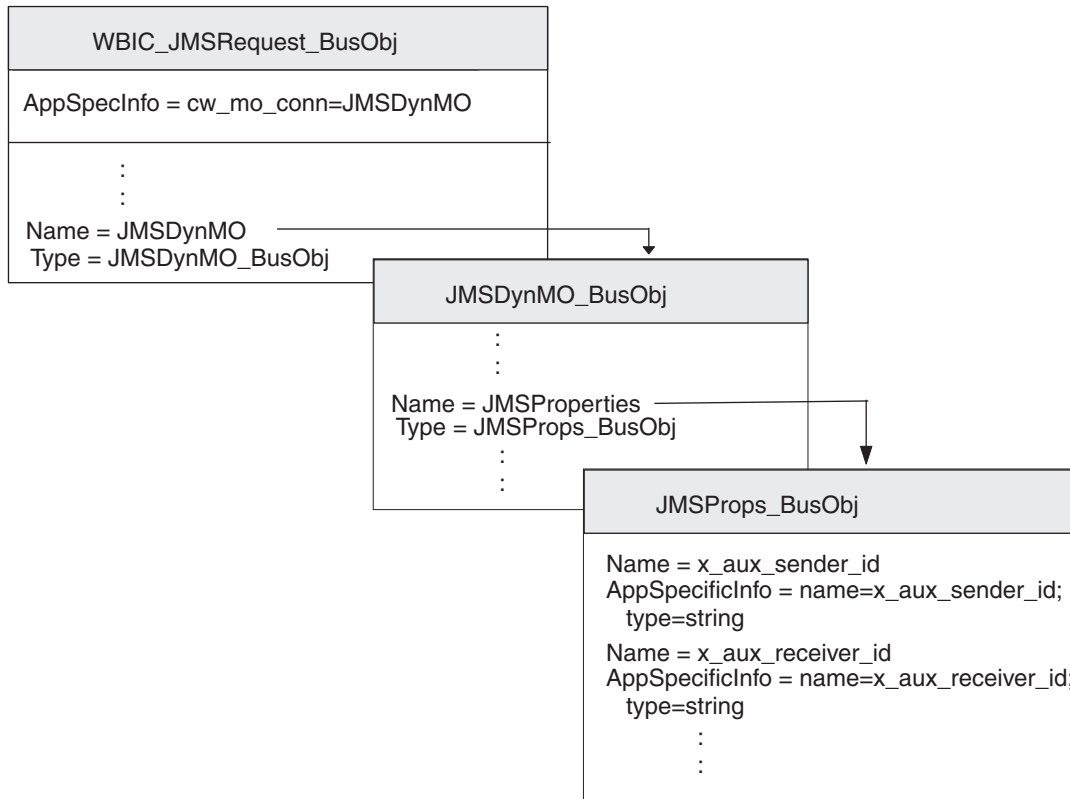 WBIC_JMSRequest_BusObj
AppSpecInfo = cw_mo_conn=JMSDynMO
:
:
Name = JMSDynMO
Type = JMSDynMO_BusObj
JMSDynMO_BusObj
:
:
Name = JMSProperties
Type = JMSProps_BusObj
:
:
JMSProps_BusObj
Name = x_aux_sender_id
AppSpecificInfo = name=x_aux_sender_id;
type=string
Name = x_aux_receiver_id
AppSpecificInfo = name=x_aux_receiver_id;
type=string
:
: